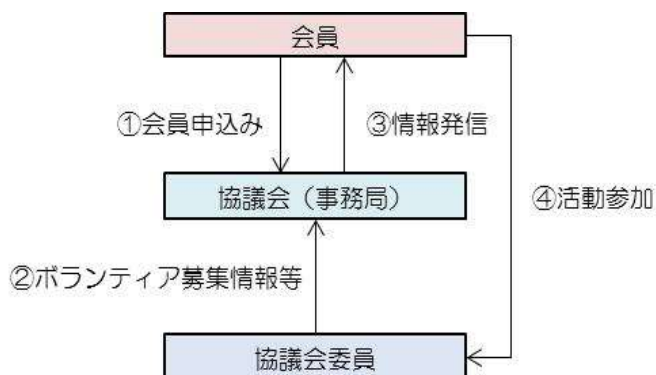 会員
①会員申込み
③情報発信
協議会（事務局）
④活動参加
②ボランティア募集情報等
協議会委員